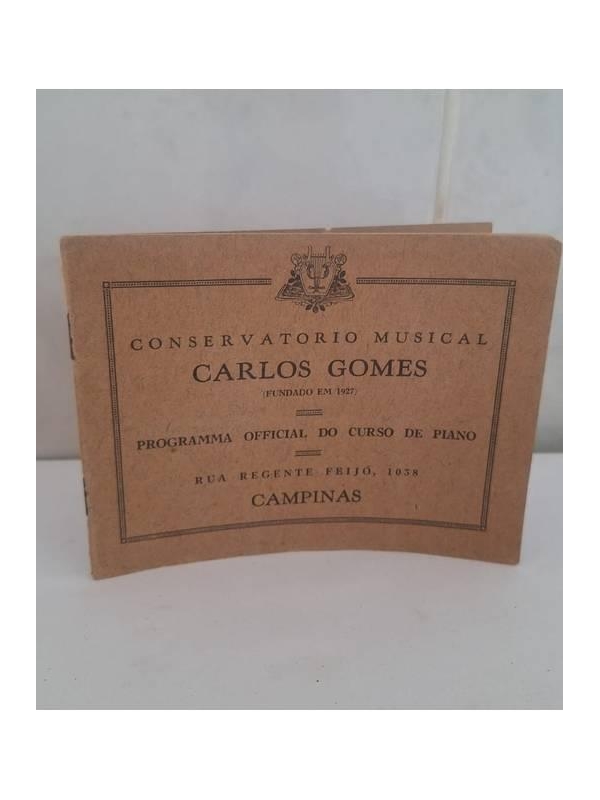 CONSERVATORIO MUSICAL
CARLOS GOMES
(FUNDADO EM 1927)
PROGRAMMA OFFICIAL DO CURSO DE PIANO
RUA REGENTE FEIJÓ, 1058
CAMPINAS